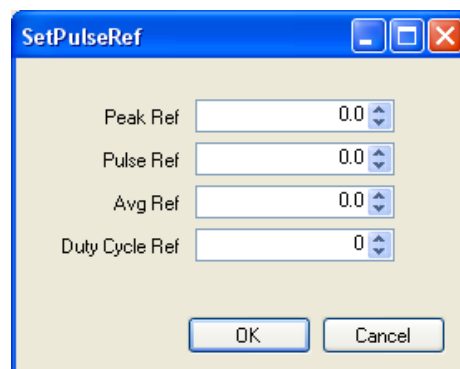 SetPulseRef
Peak Ref 0.0
Pulse Ref 0.0
Avg Ref 0.0
Duty Cycle Ref 0
OK Cancel